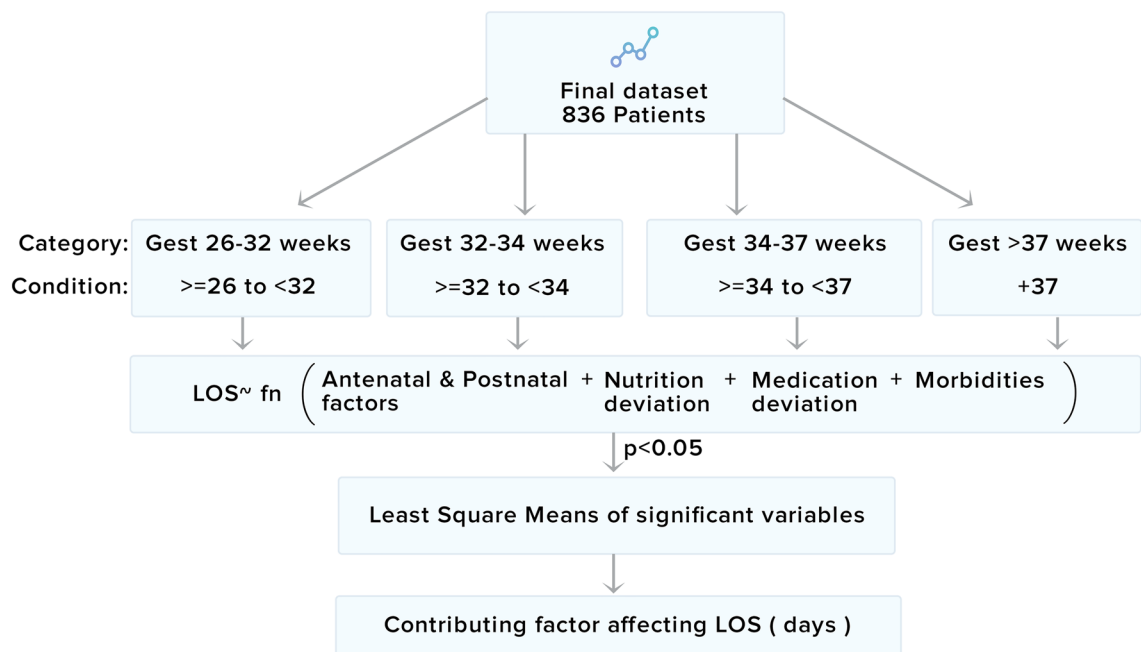 Final dataset
836 Patients
Category: Gest 26-32 weeks Gest 32-34 weeks Gest 34-37 weeks Gest >37 weeks
Condition: >=26 to <32 >=32 to <34 >=34 to <37 +37
LOS~ fn ( Antenatal & Postnatal + Nutrition + Medication + Morbidities )
factors deviation deviation
p<0.05
Least Square Means of significant variables
Contributing factor affecting LOS ( days )